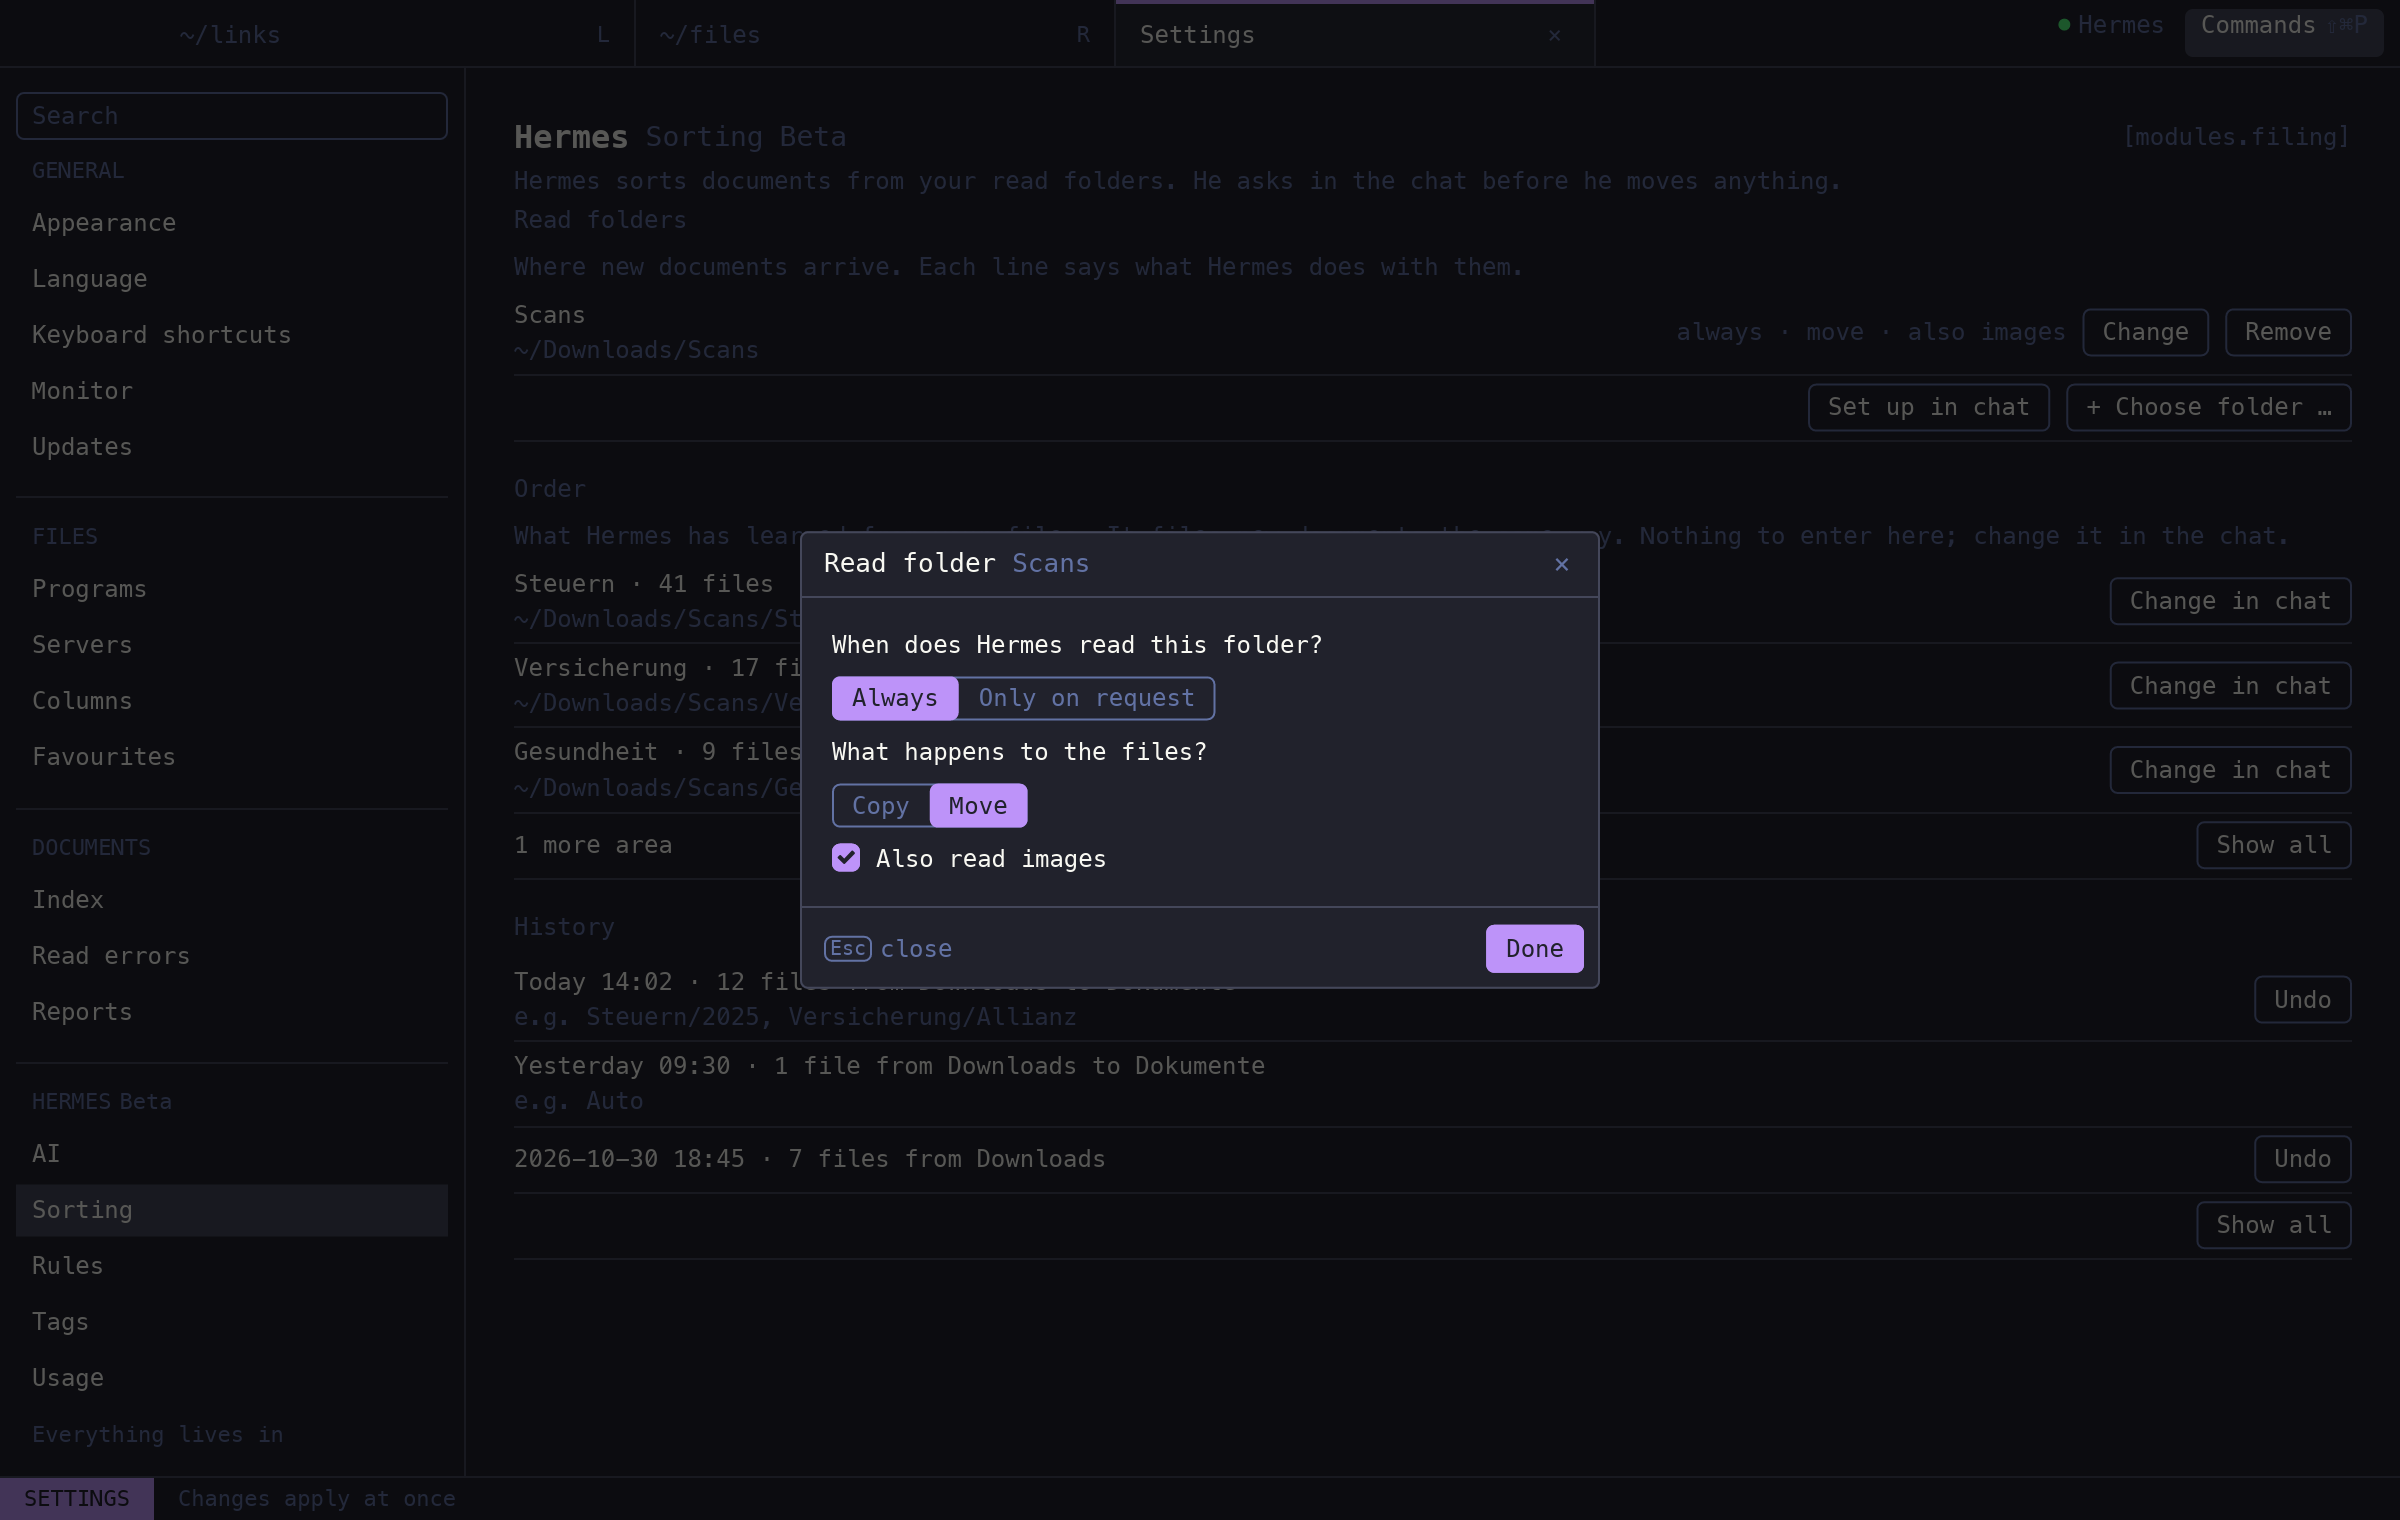 ~/links L ~/files R Settings × Hermes Commands ⇧⌘P
Search
GENERAL
Appearance
Language
Keyboard shortcuts
Monitor
Updates
FILES
Programs
Servers
Columns
Favourites
DOCUMENTS
Index
Read errors
Reports
HERMES Beta
AI
Sorting
Rules
Tags
Usage
Everything lives in
Hermes Sorting Beta [modules.filing]
Hermes sorts documents from your read folders. He asks in the chat before he moves anything.
Read folders
Where new documents arrive. Each line says what Hermes does with them.
Scans
~/Downloads/Scans
always · move · also images Change Remove
Set up in chat + Choose folder …
Order
What Hermes has y. Nothing to enter here; change it in the chat.
Steuern · 41 files
~/Downloads/Scans/St
Change in chat
Versicherung · 17 fi
~/Downloads/Scans/Ve
Change in chat
Gesundheit · 9 files
~/Downloads/Scans/Ge
Change in chat
1 more area Show all
History
Today 14:02 · 12
e.g. Steuern/2025, Versicherung/Allianz
Undo
Yesterday 09:30 · 1 file from Downloads to Dokumente
e.g. Auto
2026–10–30 18:45 · 7 files from Downloads Undo
Show all
Read folder Scans ×
When does Hermes read this folder?
Always Only on request
What happens to the files?
Copy Move
Also read images
Esc close Done
SETTINGS Changes apply at once